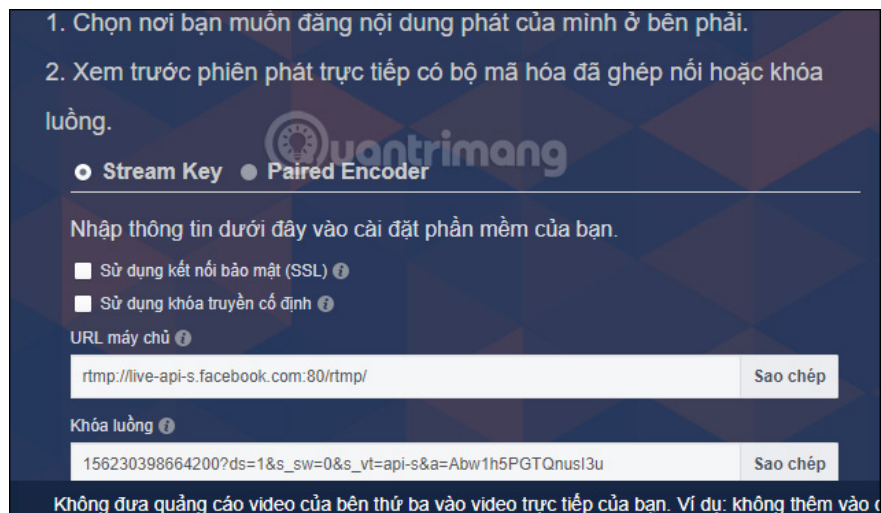 1. Chọn nơi bạn muốn đăng nội dung phát của mình ở bên phải.
2. Xem trước phiên phát trực tiếp có bộ mã hóa đã ghép nối hoặc khóa
luồng.
Quantrimang
Stream Key Paired Encoder
Nhập thông tin dưới đây vào cài đặt phần mềm của bạn.
Sử dụng kết nối bảo mật (SSL)
Sử dụng khóa truyền cố định
URL máy chủ
rtmp://live-api-s.facebook.com:80/rtmp/ Sao chép
Khóa luồng
156230398664200?ds=1&s_sw=0&s_vt=api-s&a=Abw1h5PGTQnusI3u Sao chép
Không đưa quảng cáo video của bên thứ ba vào video trực tiếp của bạn. Ví dụ: không thêm vào